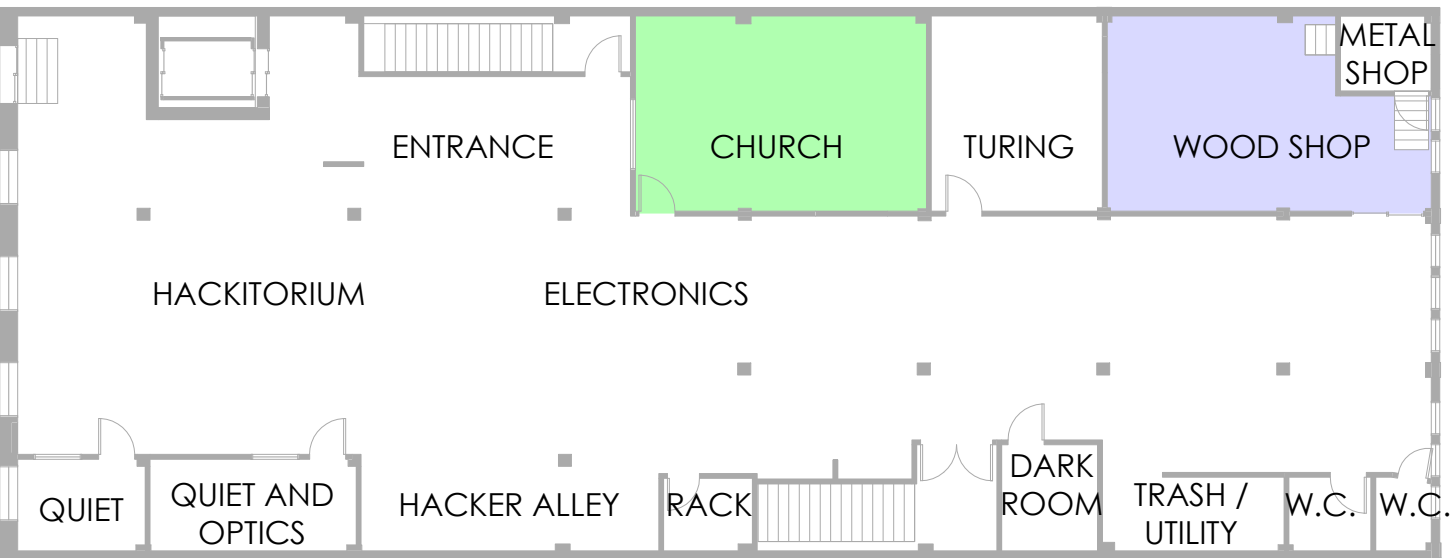 METAL
SHOP
ENTRANCE
CHURCH
TURING
WOOD SHOP
HACKITORIUM
ELECTRONICS
QUIET
QUIET AND
OPTICS
HACKER ALLEY
RACK
DARK
ROOM
TRASH /
UTILITY
W.C.
W.C.